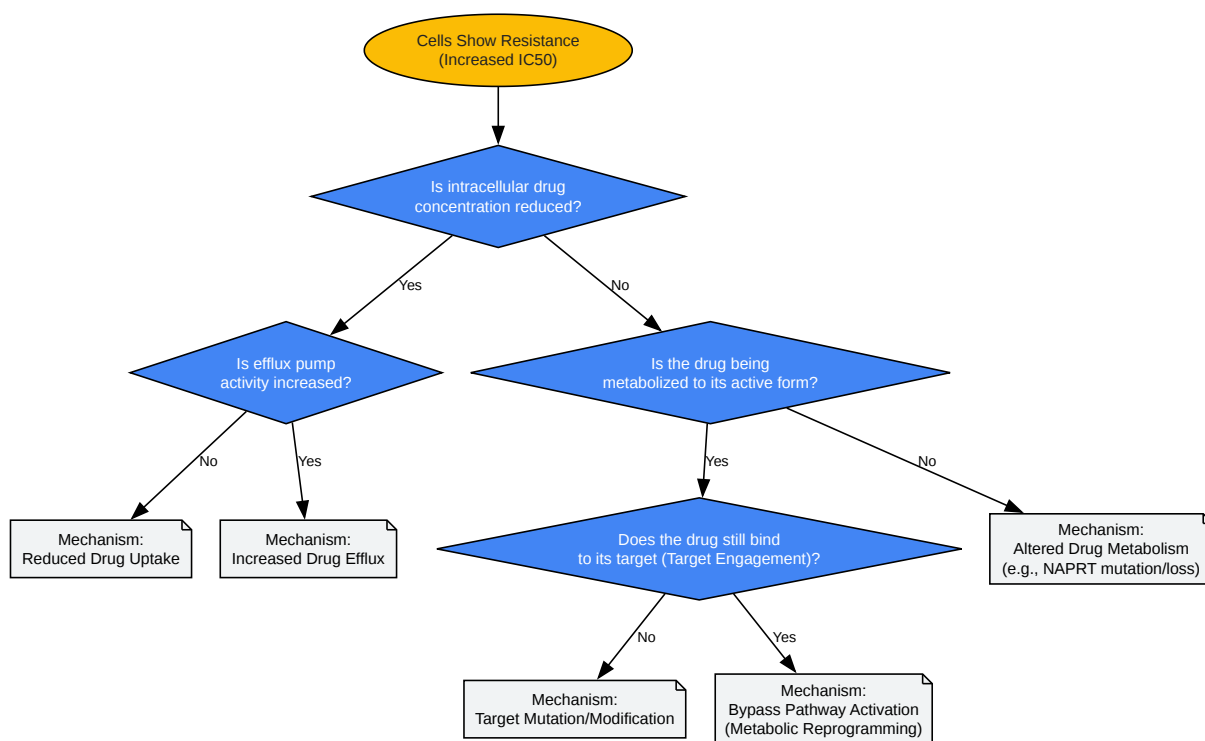 Cells Show Resistance
(Increased IC50)
Is intracellular drug
concentration reduced?
Yes
No
Is efflux pump
activity increased?
Is the drug being
metabolized to its active form?
No
Yes
Yes
No
Mechanism:
Reduced Drug Uptake
Mechanism:
Increased Drug Efflux
Does the drug still bind
to its target (Target Engagement)?
Mechanism:
Altered Drug Metabolism
(e.g., NAPRT mutation/loss)
No
Yes
Mechanism:
Target Mutation/Modification
Mechanism:
Bypass Pathway Activation
(Metabolic Reprogramming)